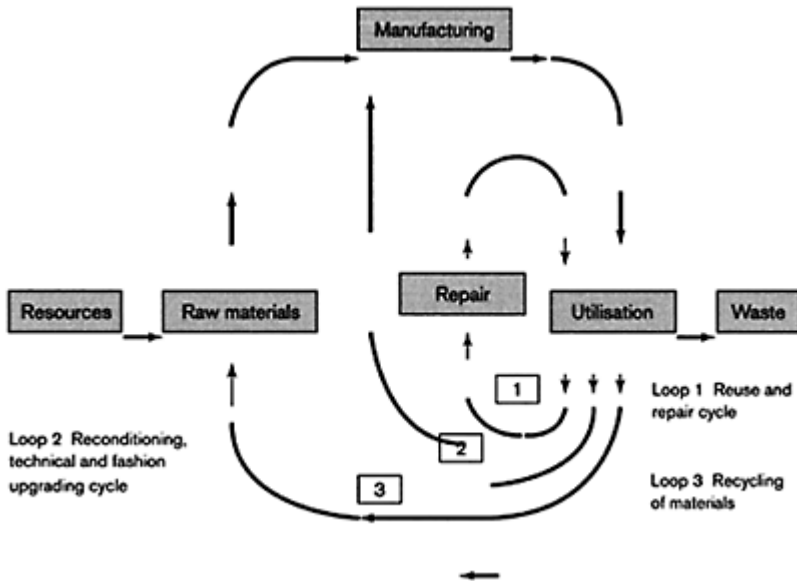 Manufacturing
Resources
Raw materials
Repair
Utilisation
Waste
1
Loop 1 Reuse and
repair cycle
Loop 2 Reconditioning,
technical and fashion
upgrading cycle
2
3
Loop 3 Recycling
of materials